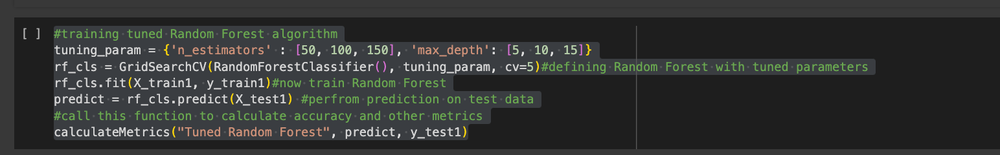 [ ] #training tuned Random Forest algorithm
tuning_param = {'n_estimators' : [50, 100, 150], 'max_depth': [5, 10, 15]}
rf_cls = GridSearchCV(RandomForestClassifier(), tuning_param, cv=5)#defining Random Forest with tuned parameters
rf_cls.fit(X_train1, y_train1)#now train Random Forest
predict = rf_cls.predict(X_test1) #perfrom prediction on test data
#call this function to calculate accuracy and other metrics
calculateMetrics("Tuned Random Forest", predict, y_test1)